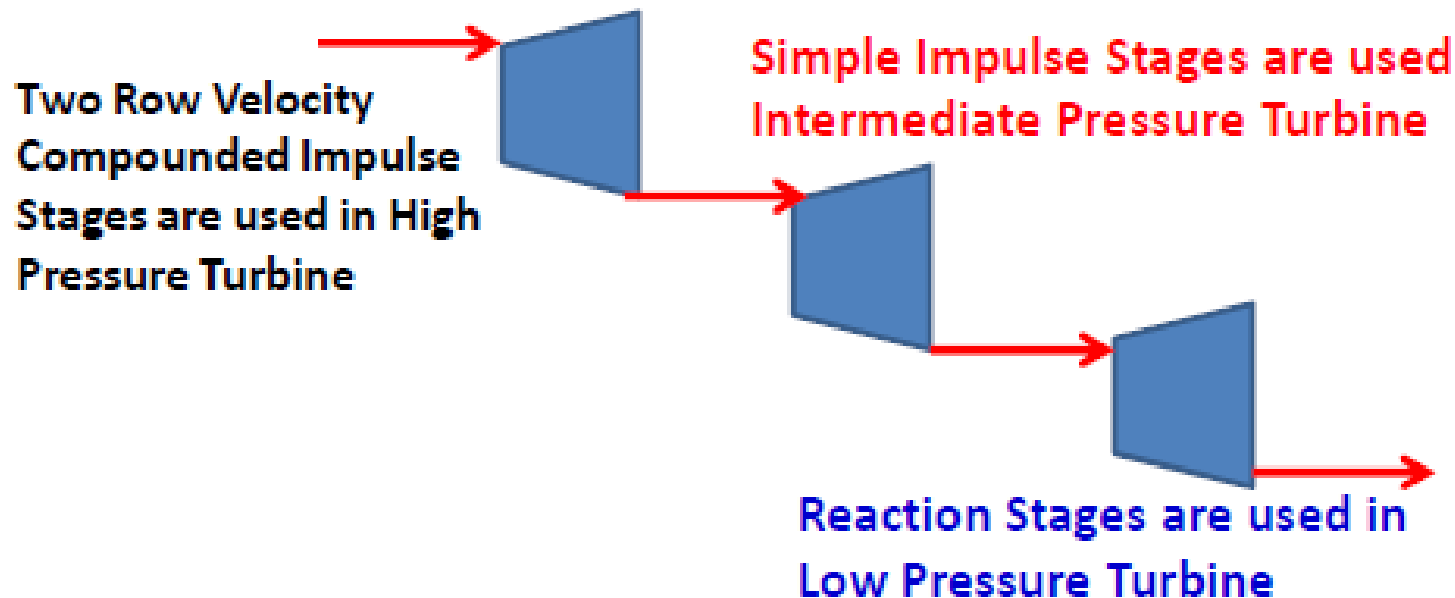 Two Row Velocity
Compounded Impulse
Stages are used in High
Pressure Turbine
Simple Impulse Stages are used
Intermediate Pressure Turbine
Reaction Stages are used in
Low Pressure Turbine